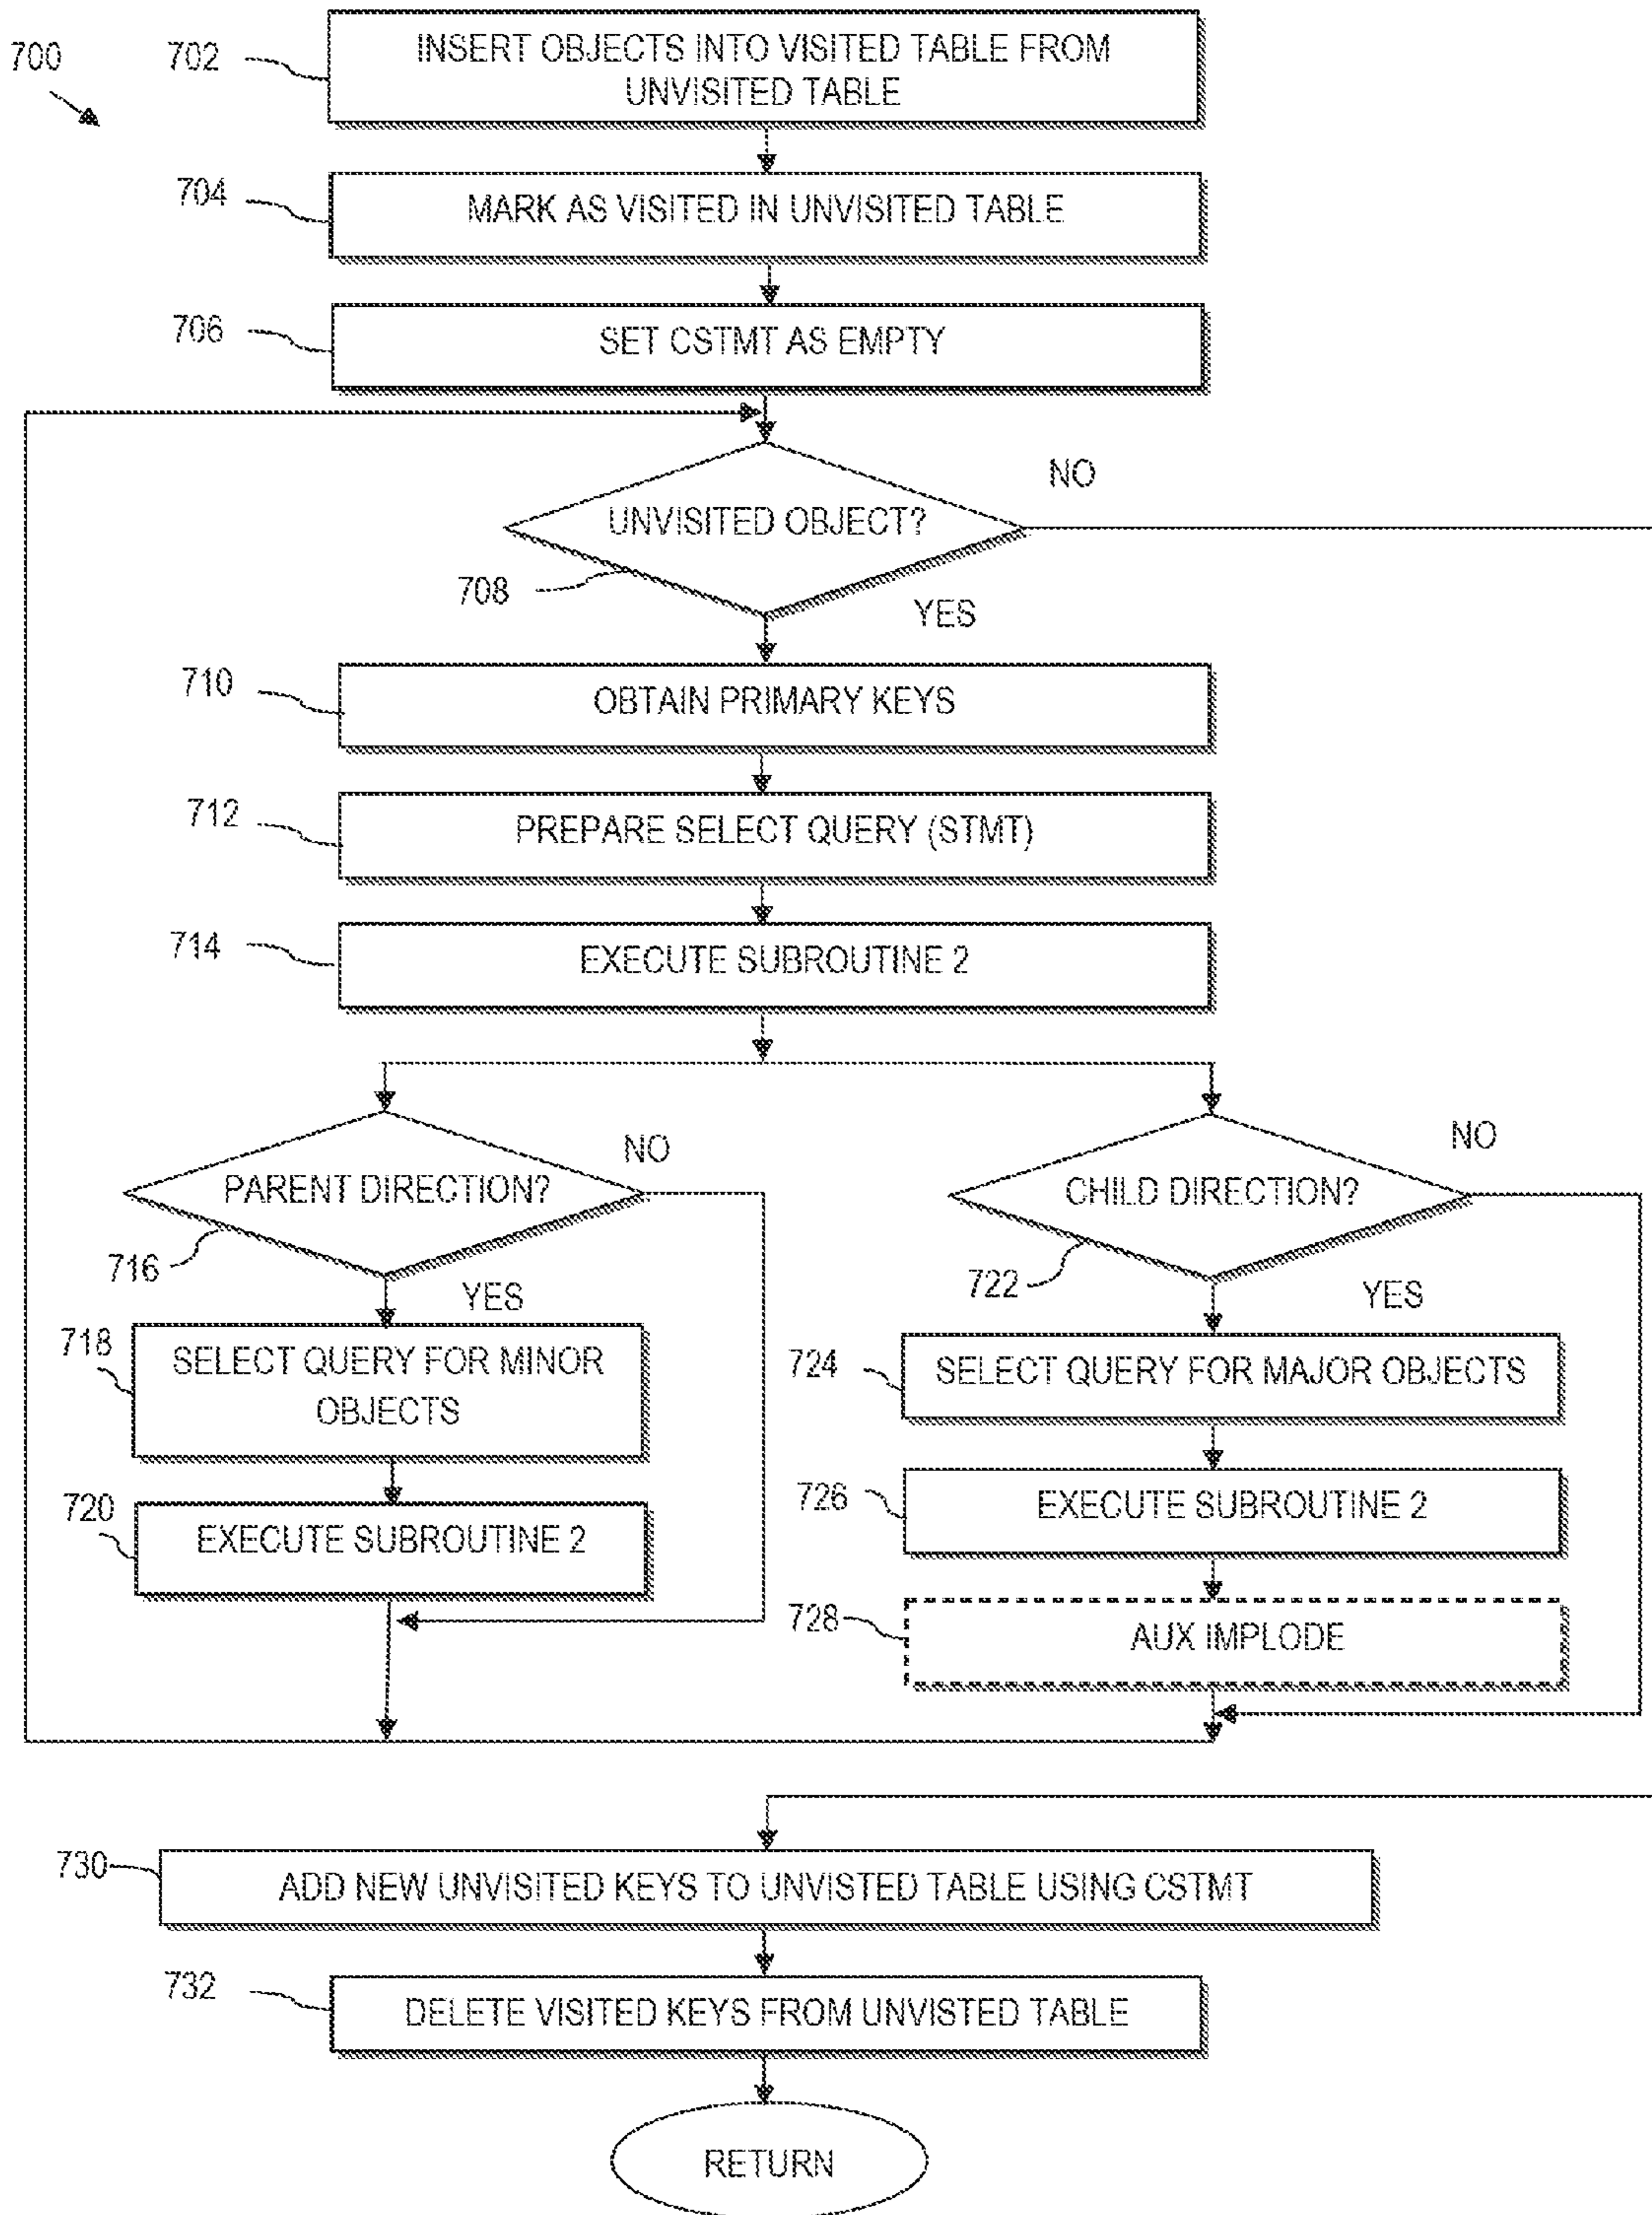 700
702
INSERT OBJECTS INTO VISITED TABLE FROM
UNVISITED TABLE
704
MARK AS VISITED IN UNVISITED TABLE
706
SET CSTMT AS EMPTY
NO
UNVISITED OBJECT?
708
YES
710
OBTAIN PRIMARY KEYS
712
PREPARE SELECT QUERY (STMT)
714
EXECUTE SUBROUTINE 2
NO
PARENT DIRECTION?
716
YES
718
SELECT QUERY FOR MINOR
OBJECTS
720
EXECUTE SUBROUTINE 2
NO
CHILD DIRECTION?
722
YES
724
SELECT QUERY FOR MAJOR OBJECTS
726
EXECUTE SUBROUTINE 2
728
AUX IMPLODE
730
ADD NEW UNVISITED KEYS TO UNVISTED TABLE USING CSTMT
732
DELETE VISITED KEYS FROM UNVISTED TABLE
RETURN